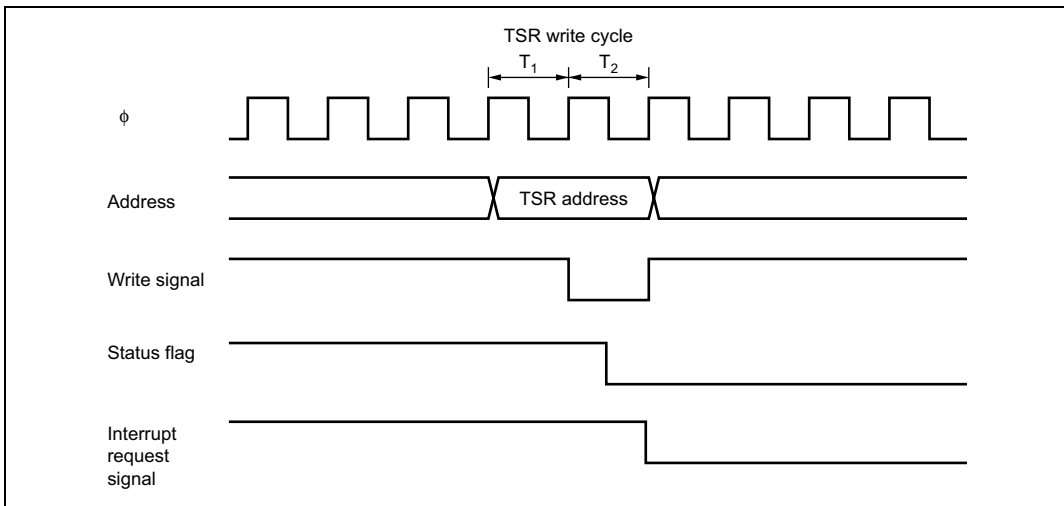 TSR write cycle
T1 T2
ϕ
Address
TSR address
Write signal
Status flag
Interrupt
request
signal